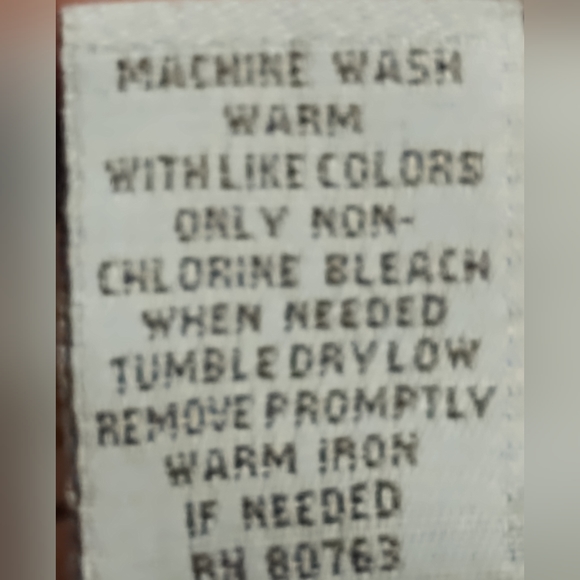 MACHINE WASH
WARM
WITH LIKE COLORS
ONLY NON-
CHLORINE BLEACH
WHEN NEEDED
TUMBLE DRY LOW
REMOVE PROMPTLY
WARM IRON
IF NEEDED
RN 80763